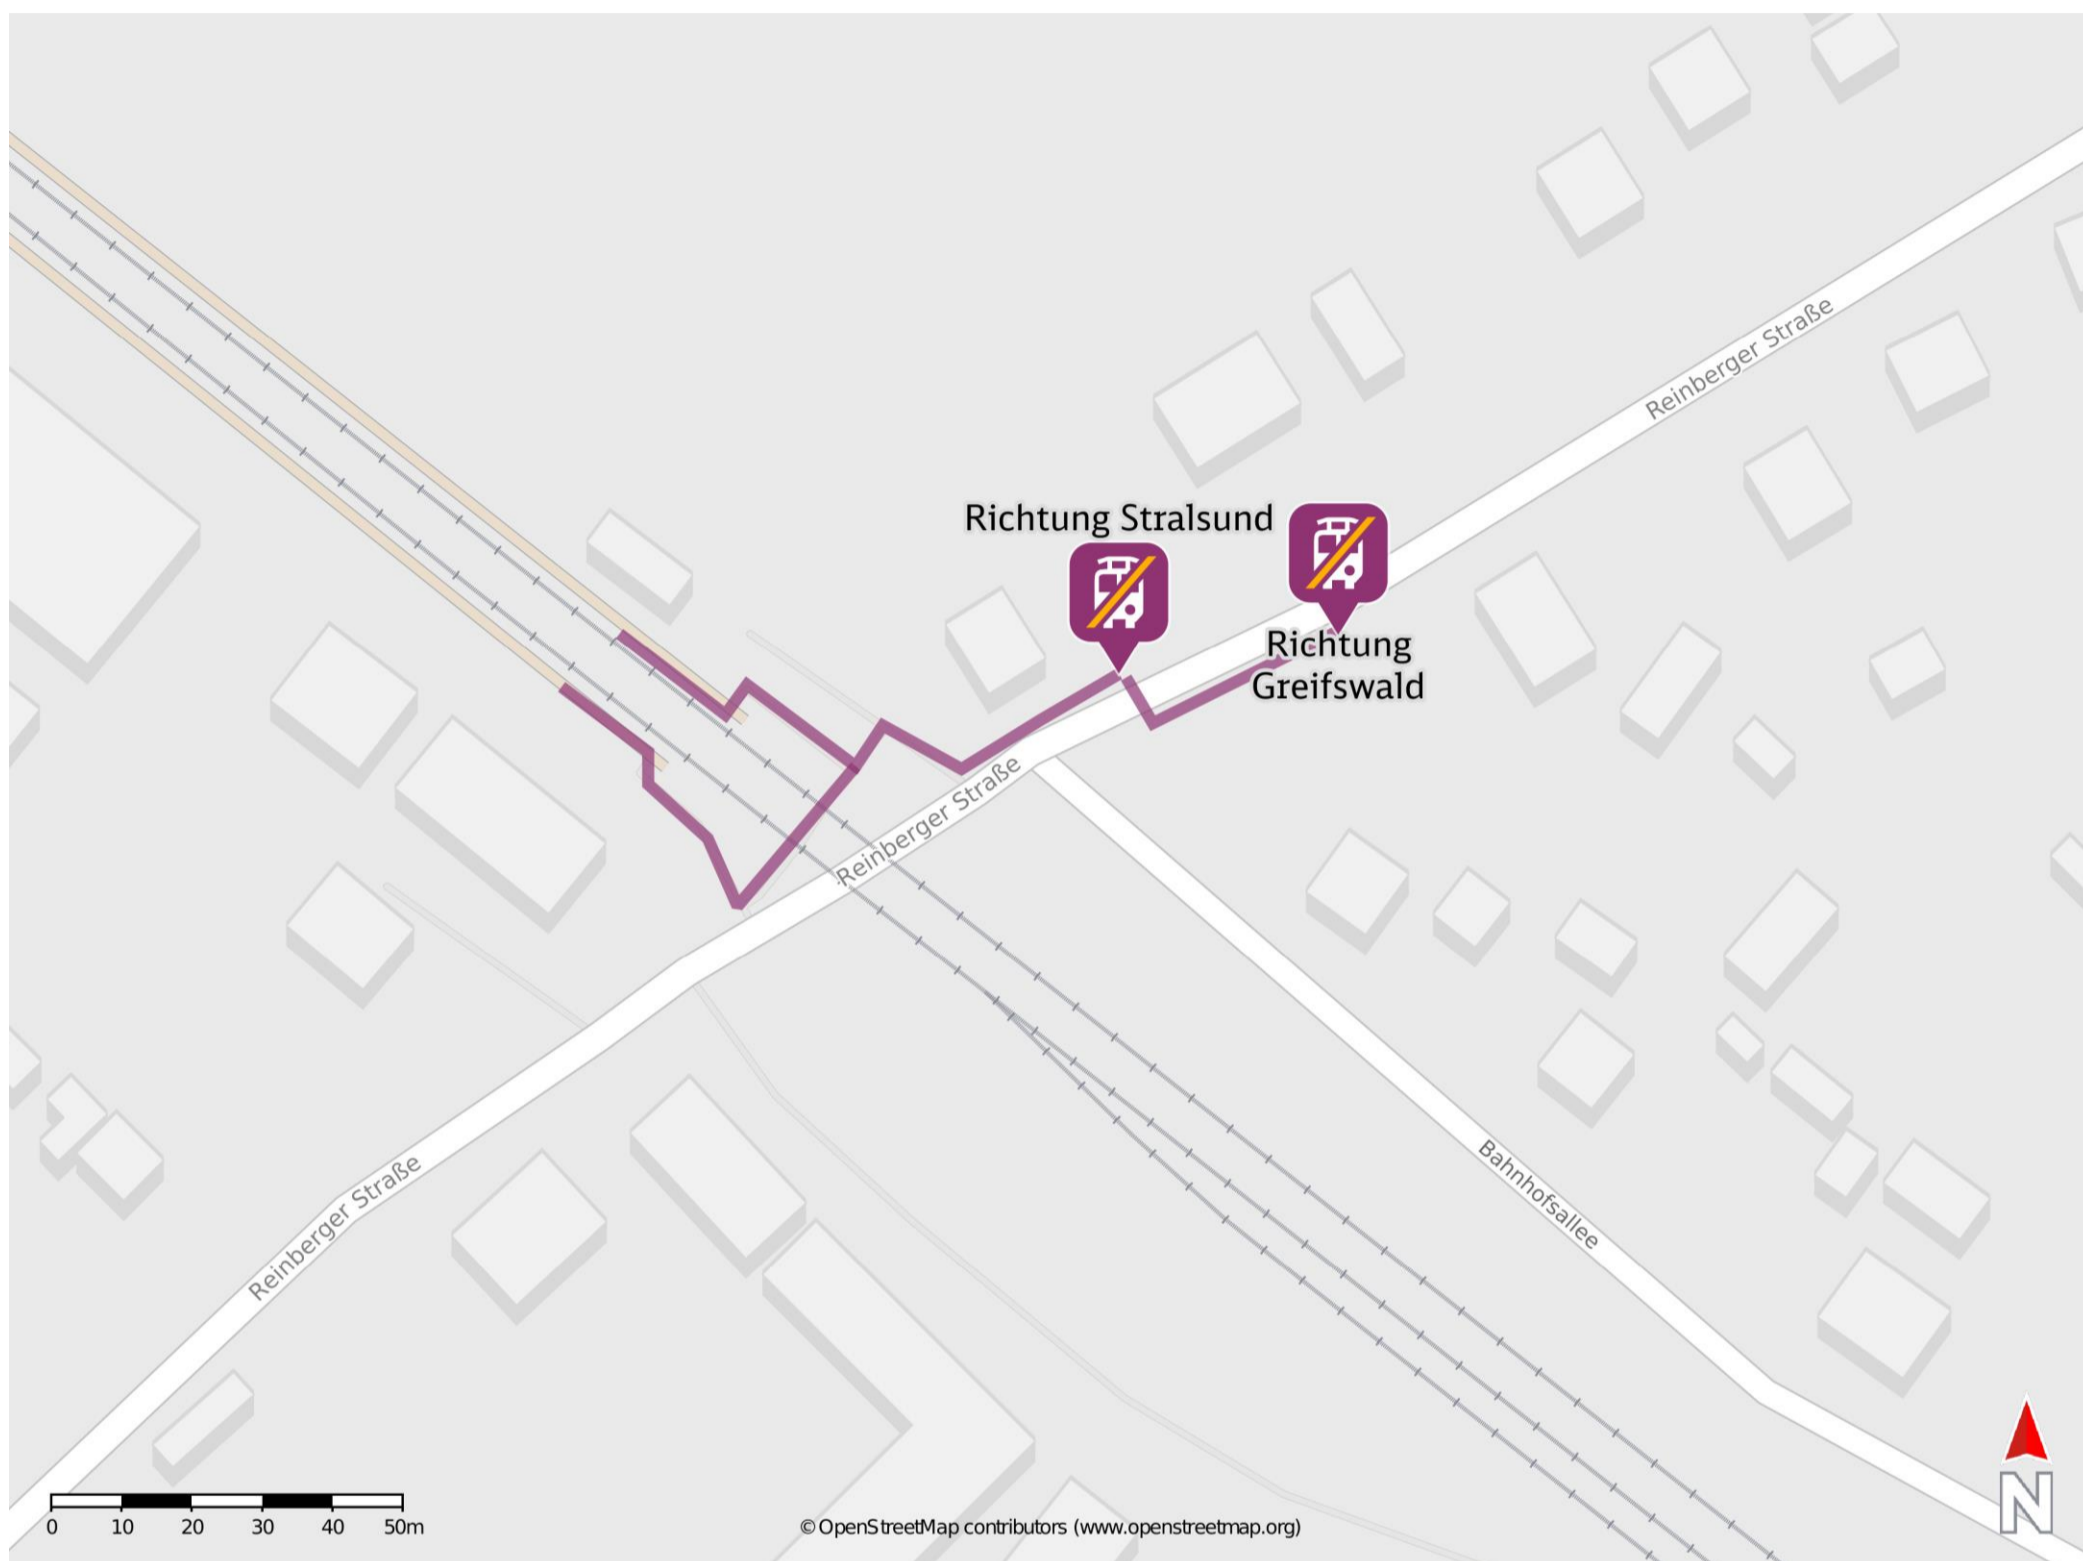 Reinberger Straße
Richtung Stralsund
Richtung
Greifswald
Reinberger Straße
Reinberger Straße
Bahnhofsallee
0 10 20 30 40 50m
© OpenStreetMap contributors (www.openstreetmap.org)
N